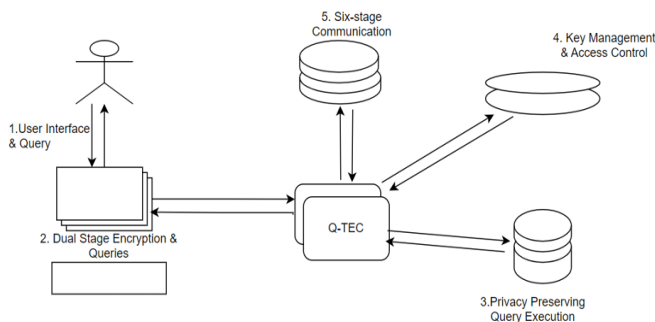 5. Six-stage
Communication
4. Key Management
& Access Control
1.User Interface
& Query
Q-TEC
2. Dual Stage Encryption &
Queries
3.Privacy Preserving
Query Execution